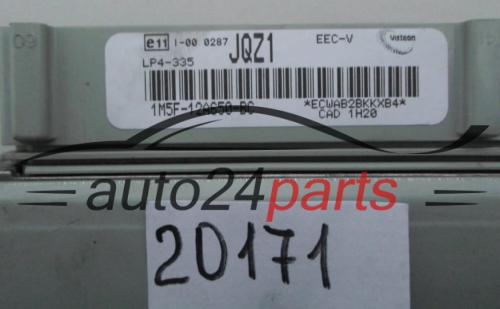 e11 I-00 0287 JQZ1 EEC-V Visteon
LP4-335
1M5F-12A650-BC *ECWAB2BKKXB4*
CAD 1H20
auto24parts
20171